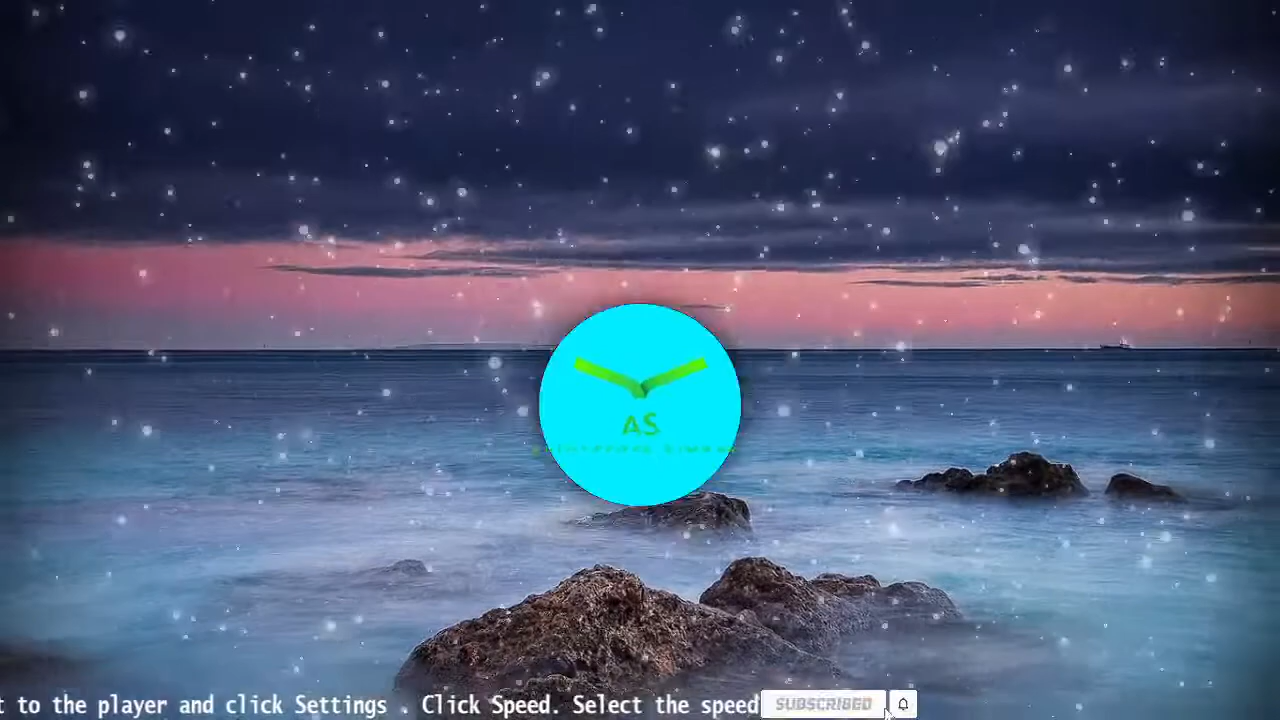 AS
t to the player and click Settings . Click Speed. Select the speed
SUBSCRIBED